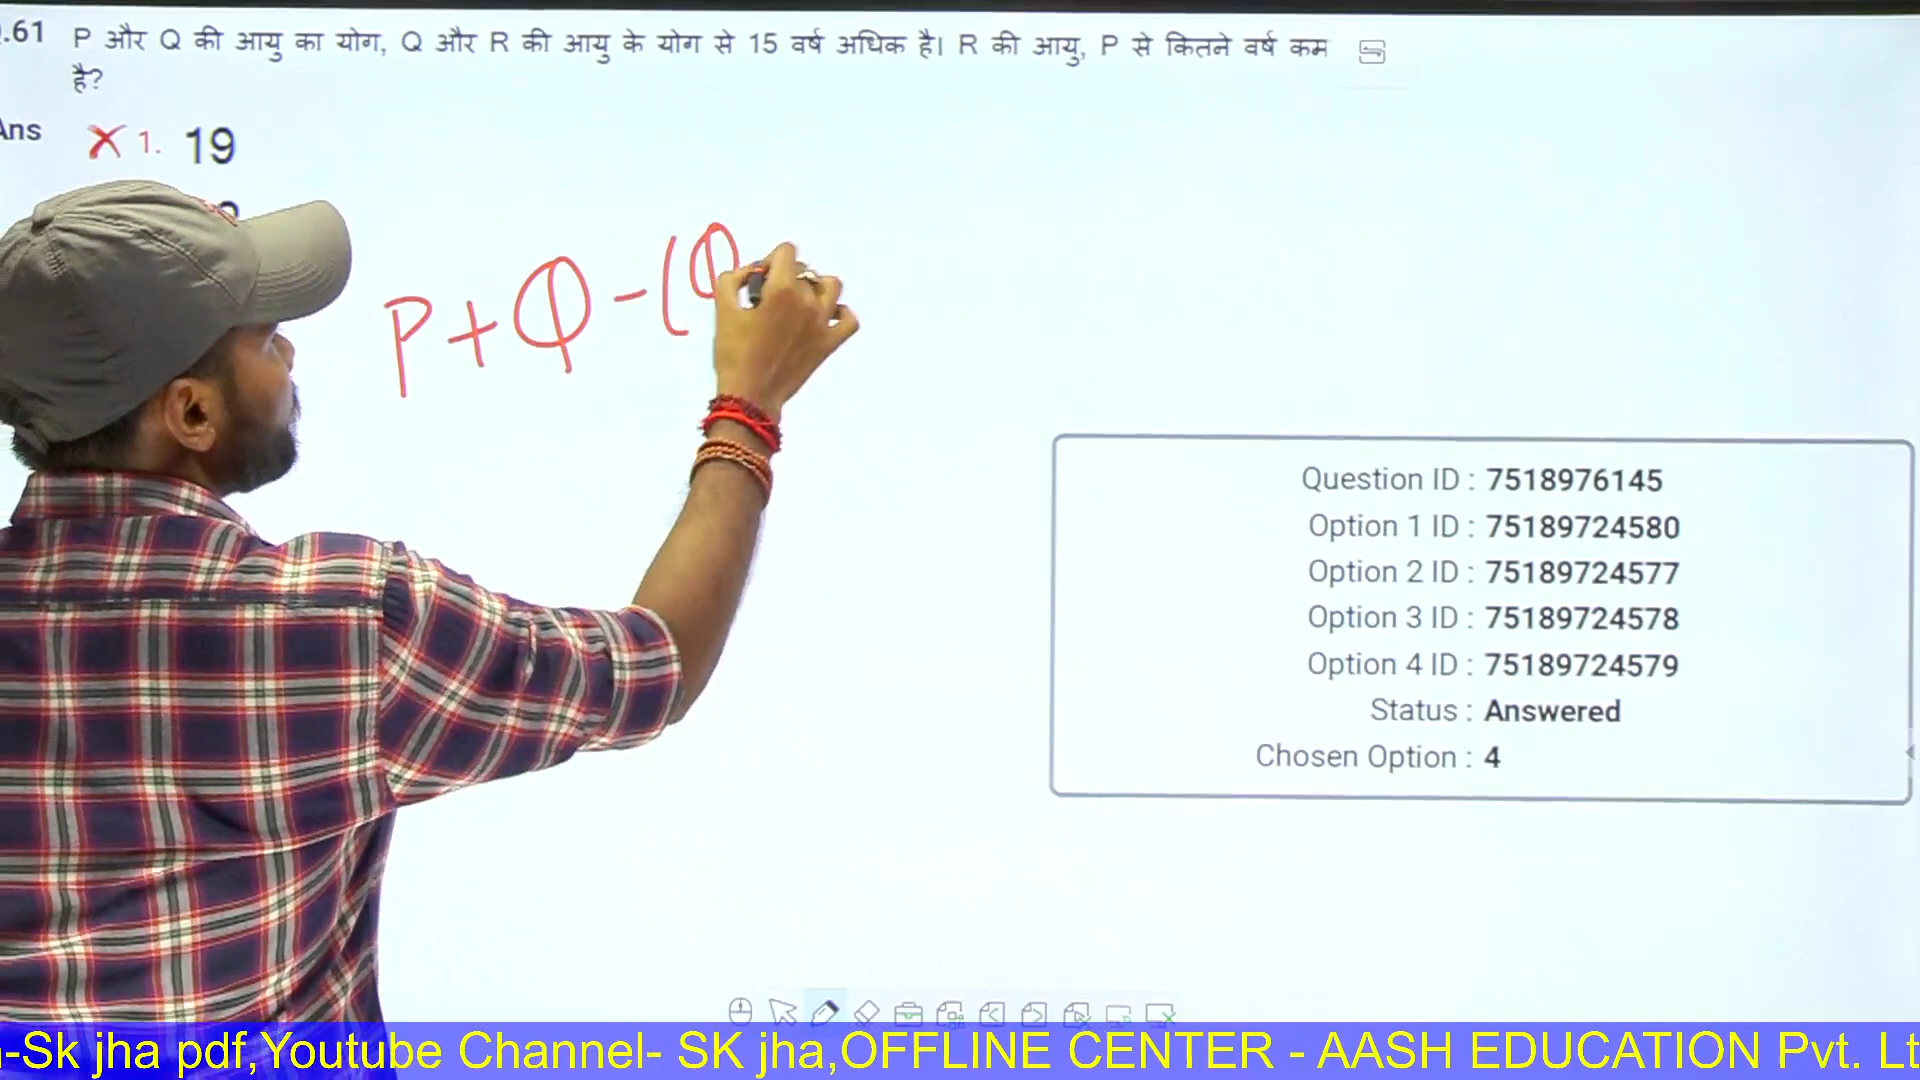 .61 P और Q की आयु का योग, Q और R की आयु के योग से 15 वर्ष अधिक है। R की आयु, P से कितने वर्ष कम
है?
Ans X 1. 19
P + Q - (Q
Question ID : 7518976145
Option 1 ID : 75189724580
Option 2 ID : 75189724577
Option 3 ID : 75189724578
Option 4 ID : 75189724579
Status : Answered
Chosen Option : 4
-Sk jha pdf,Youtube Channel- SK jha,OFFLINE CENTER - AASH EDUCATION Pvt. Lt